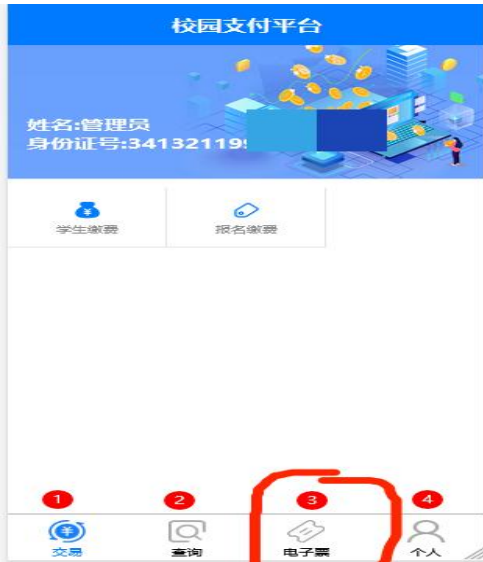 校园支付平台
姓名:管理员
身份证号:34132119
¥
学生缴费 报名缴费
1 2 3 4
¥
交易 查询 电子票 个人